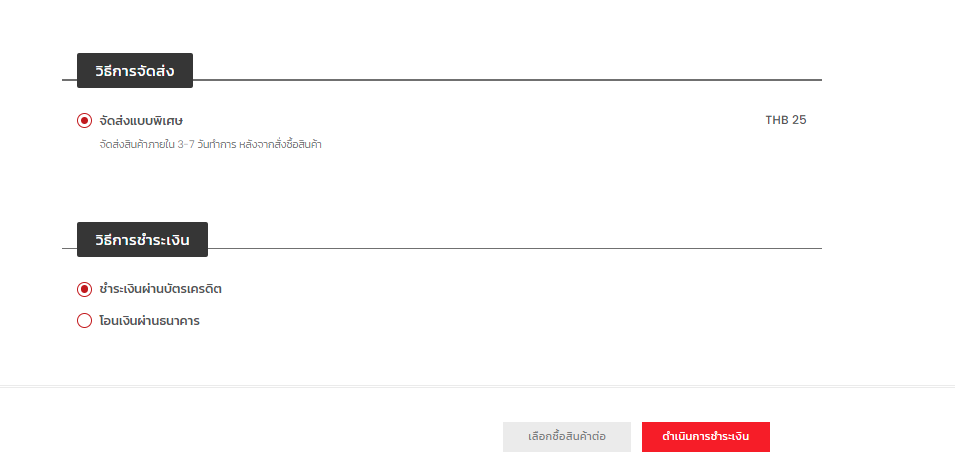 วิธีการจัดส่ง
จัดส่งแบบพิเศษ THB 25
จัดส่งสินค้าภายใน 3-7 วันทำการ หลังจากสั่งซื้อสินค้า
วิธีการชำระเงิน
ชำระเงินผ่านบัตรเครดิต
โอนเงินผ่านธนาคาร
เลือกซื้อสินค้าต่อ ดำเนินการชำระเงิน